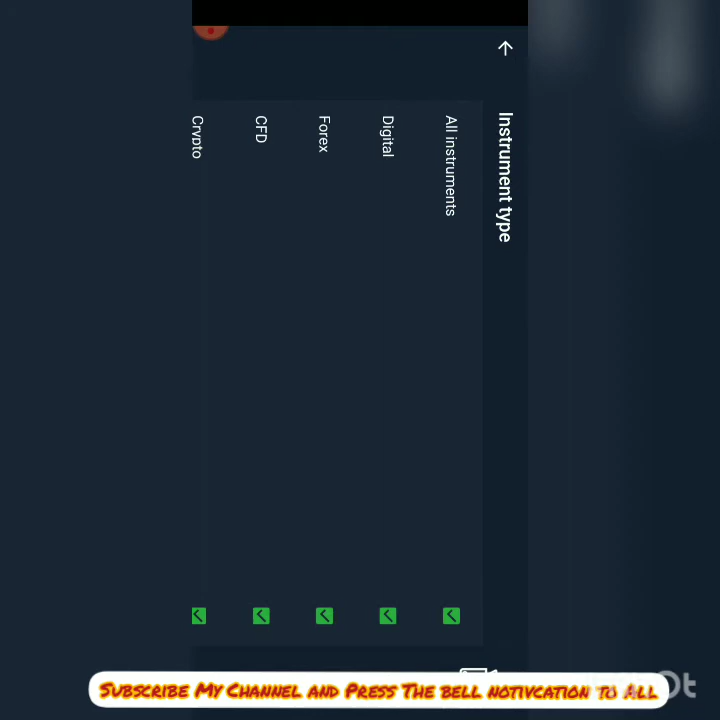 Instrument type
All instruments
Digital
Forex
CFD
Crypto
Subscribe My Channel and Press The bell notivcation to All